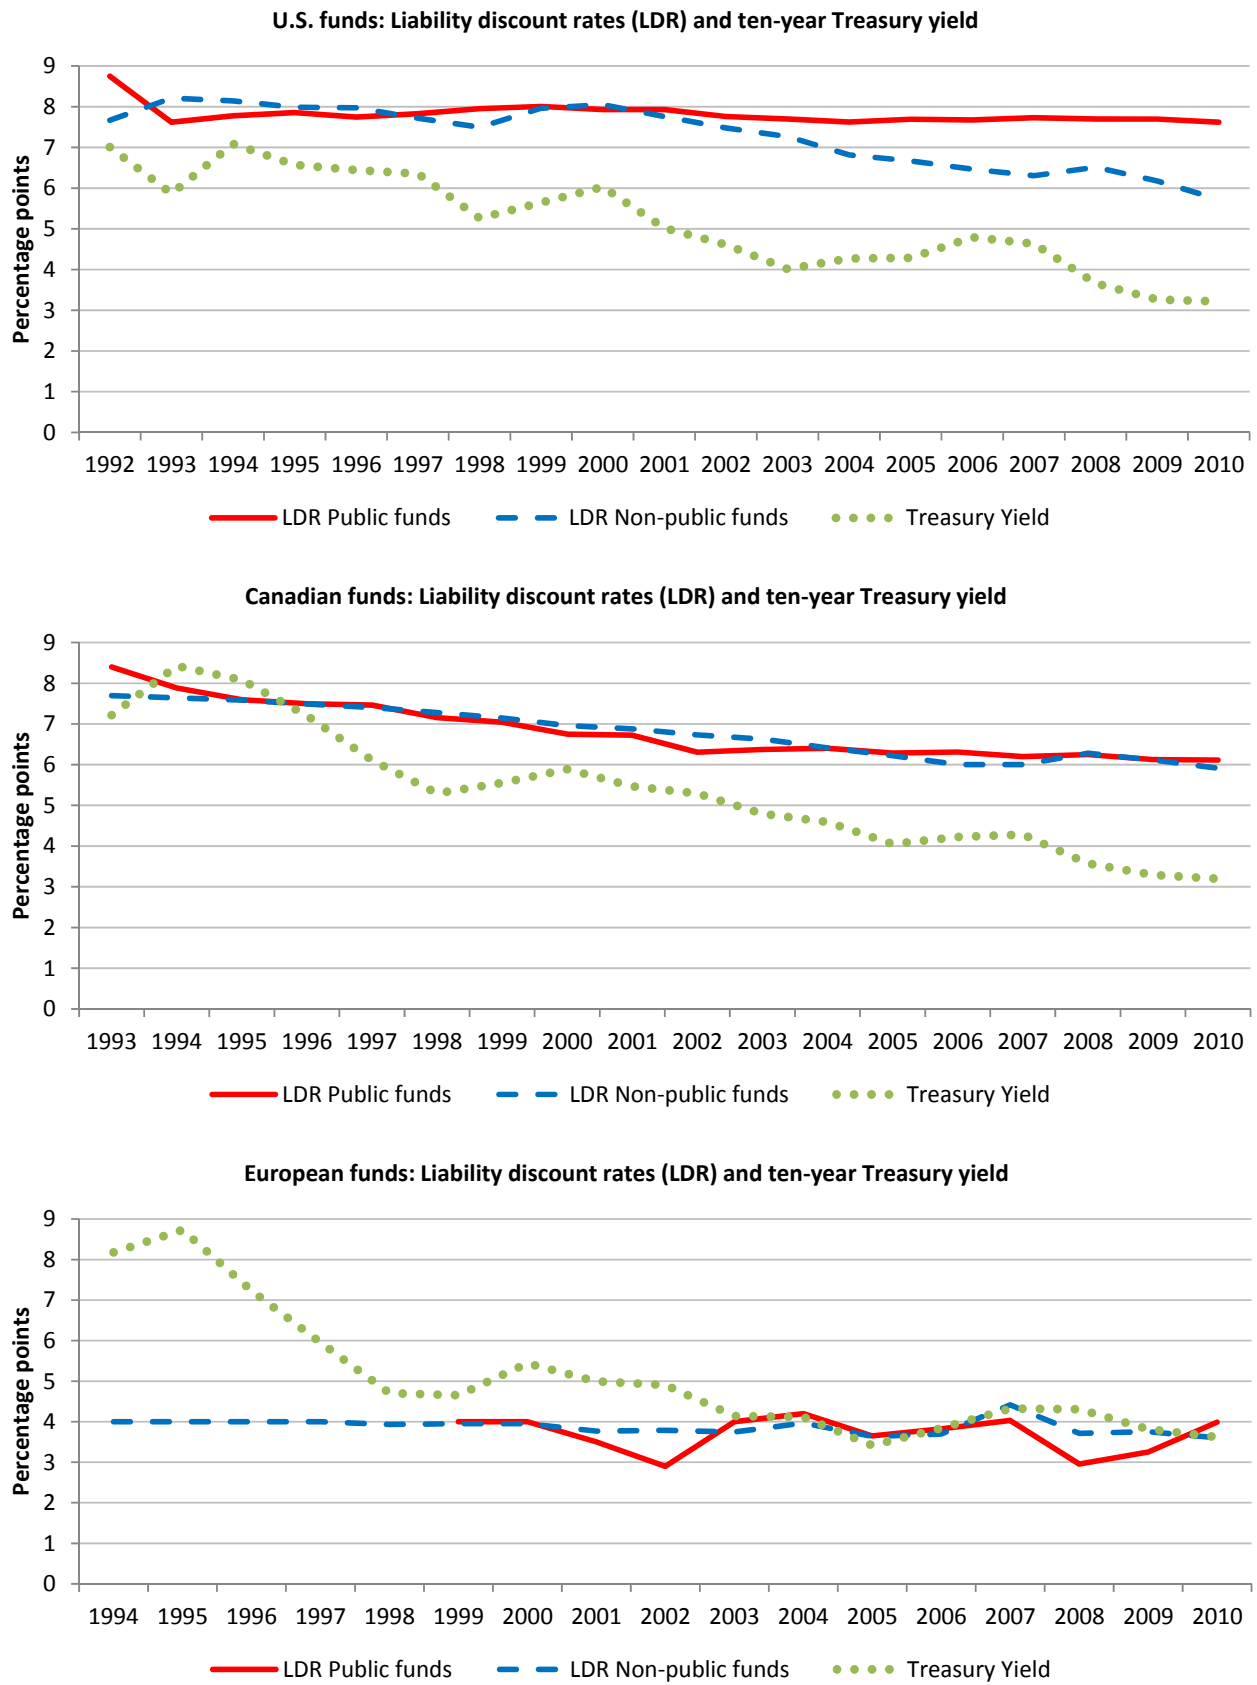 U.S. funds: Liability discount rates (LDR) and ten-year Treasury yield
Percentage points
9
8
7
6
5
4
3
2
1
0
1992 1993 1994 1995 1996 1997 1998 1999 2000 2001 2002 2003 2004 2005 2006 2007 2008 2009 2010
LDR Public funds LDR Non-public funds Treasury Yield
Canadian funds: Liability discount rates (LDR) and ten-year Treasury yield
Percentage points
9
8
7
6
5
4
3
2
1
0
1993 1994 1995 1996 1997 1998 1999 2000 2001 2002 2003 2004 2005 2006 2007 2008 2009 2010
LDR Public funds LDR Non-public funds Treasury Yield
European funds: Liability discount rates (LDR) and ten-year Treasury yield
Percentage points
9
8
7
6
5
4
3
2
1
0
1994 1995 1996 1997 1998 1999 2000 2001 2002 2003 2004 2005 2006 2007 2008 2009 2010
LDR Public funds LDR Non-public funds Treasury Yield